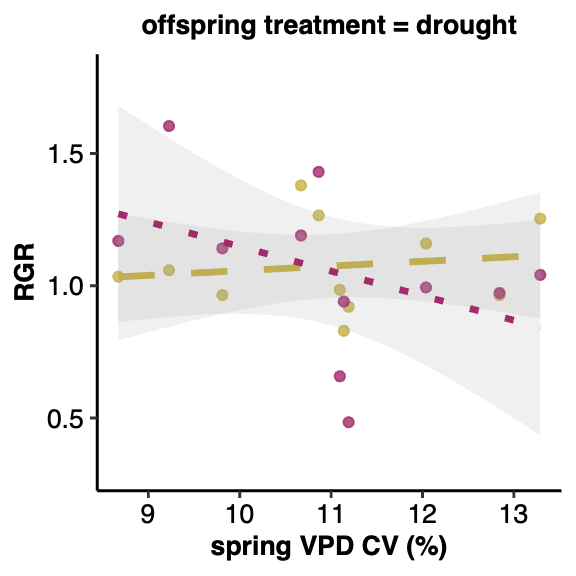 offspring treatment = drought
RGR
1.5
1.0
0.5
9 10 11 12 13
spring VPD CV (%)